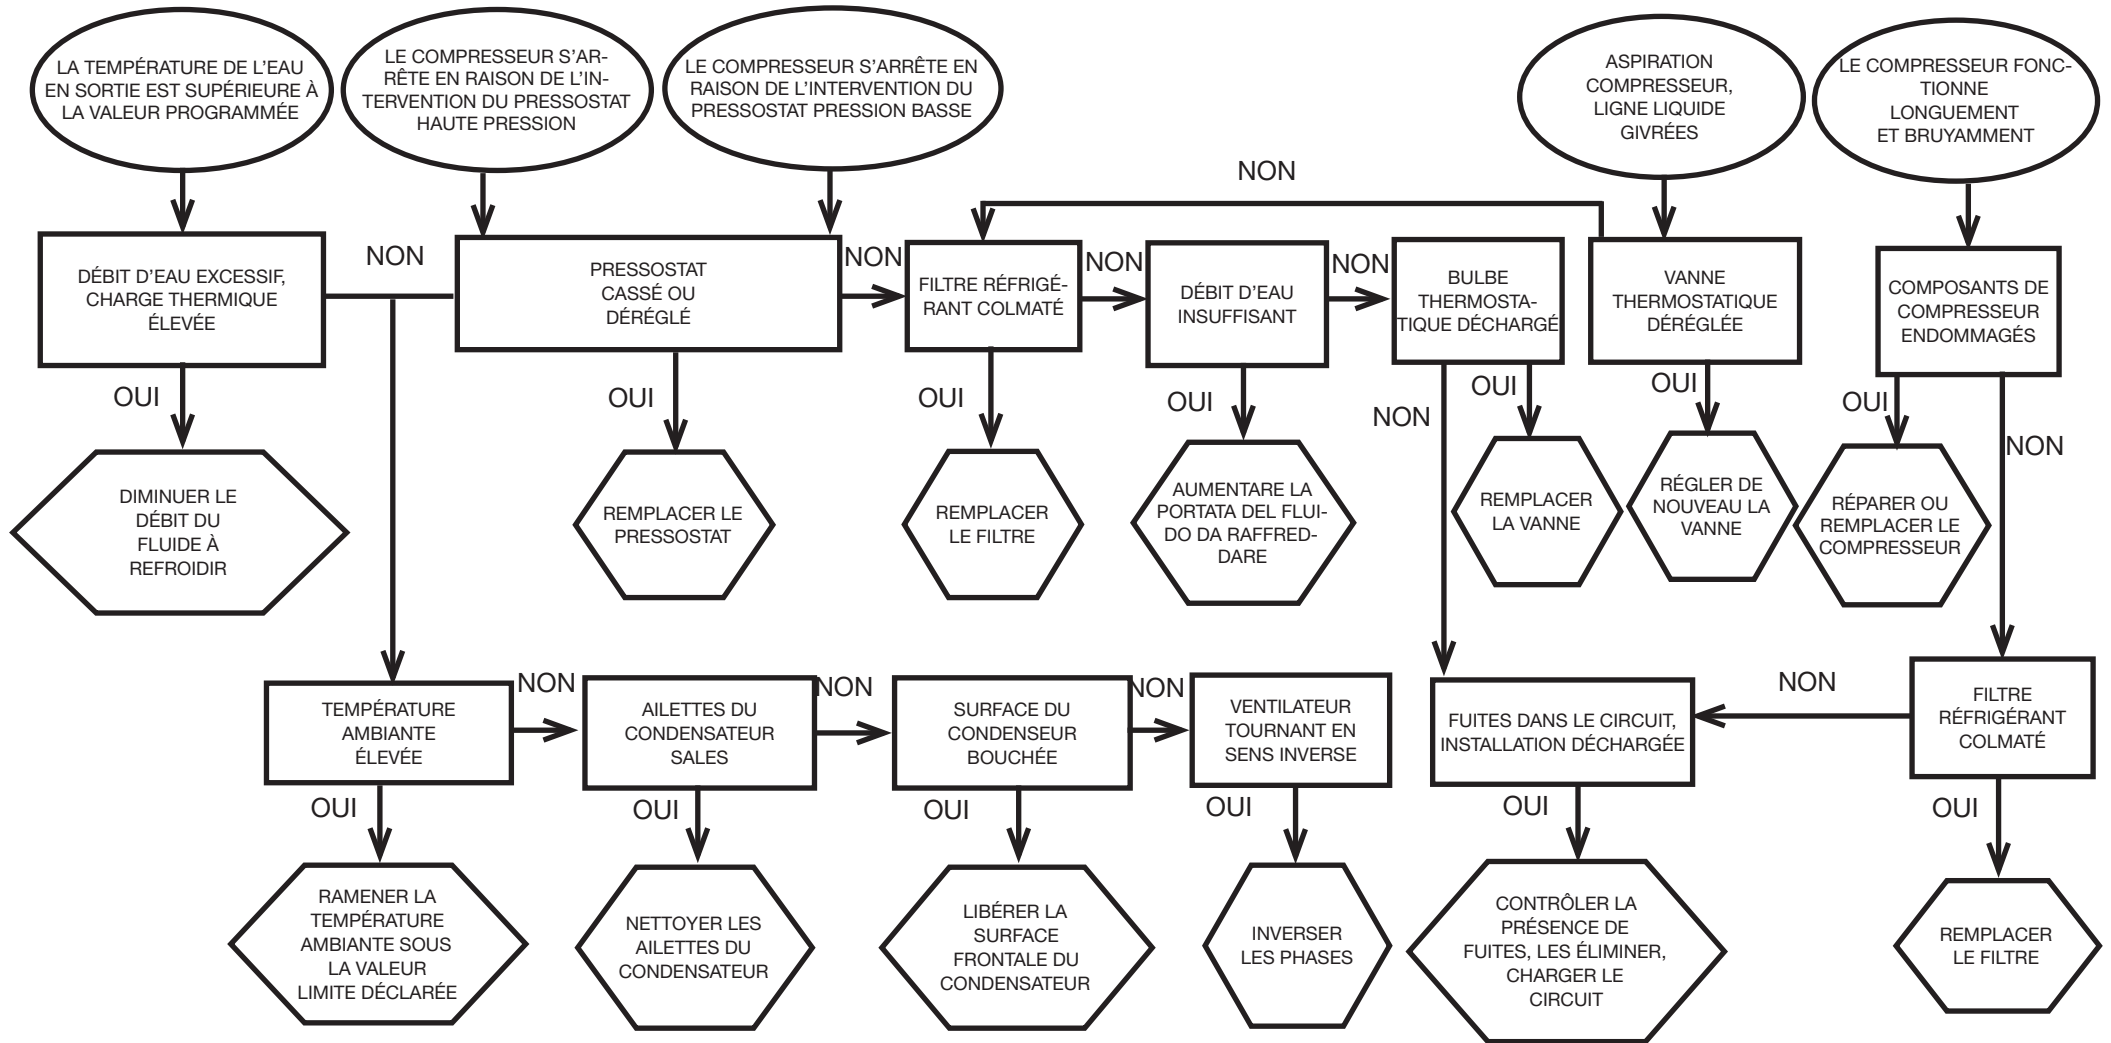 LA TEMPÉRATURE DE L'EAU
EN SORTIE EST SUPÉRIEURE À
LA VALEUR PROGRAMMÉE
LE COMPRESSEUR S'AR-
RÊTE EN RAISON DE L'IN-
TERVENTION DU PRESSOSTAT
HAUTE PRESSION
LE COMPRESSEUR S'ARRÊTE EN
RAISON DE L'INTERVENTION DU
PRESSOSTAT PRESSION BASSE
ASPIRATION
COMPRESSEUR,
LIGNE LIQUIDE
GIVRÉES
LE COMPRESSEUR FONC-
TIONNE
LONGUEMENT
ET BRUYAMMENT
NON
DÉBIT D'EAU EXCESSIF,
CHARGE THERMIQUE
ÉLEVÉE
NON
PRESSOSTAT
CASSÉ OU
DÉRÉGLÉ
NON
FILTRE RÉFRIGÉ-
RANT COLMATÉ
NON
DÉBIT D'EAU
INSUFFISANT
NON
BULBE
THERMOSTA-
TIQUE DÉCHARGÉ
VANNE
THERMOSTATIQUE
DÉRÉGLÉE
COMPOSANTS DE
COMPRESSEUR
ENDOMMAGÉS
OUI
OUI
OUI
OUI
NON
OUI
OUI
OUI
NON
DIMINUER LE
DÉBIT DU
FLUIDE À
REFROIDIR
REMPLACER LE
PRESSOSTAT
REMPLACER
LE FILTRE
AUMENTARE LA
PORTATA DEL FLUI-
DO DA RAFFRED-
DARE
REMPLACER
LA VANNE
RÉGLER DE
NOUVEAU LA
VANNE
RÉPARER OU
REMPLACER LE
COMPRESSEUR
TEMPÉRATURE
AMBIANTE
ÉLEVÉE
NON
AILETTES DU
CONDENSATEUR
SALES
NON
SURFACE DU
CONDENSEUR
BOUCHÉE
NON
VENTILATEUR
TOURNANT EN
SENS INVERSE
FUITES DANS LE CIRCUIT,
INSTALLATION DÉCHARGÉE
NON
FILTRE
RÉFRIGÉRANT
COLMATÉ
OUI
OUI
OUI
OUI
OUI
OUI
RAMENER LA
TEMPÉRATURE
AMBIANTE SOUS
LA VALEUR
LIMITE DÉCLARÉE
NETTOYER LES
AILETTES DU
CONDENSATEUR
LIBÉRER LA
SURFACE
FRONTALE DU
CONDENSATEUR
INVERSER
LES PHASES
CONTRÔLER LA
PRÉSENCE DE
FUITES, LES ÉLIMINER,
CHARGER LE
CIRCUIT
REMPLACER
LE FILTRE